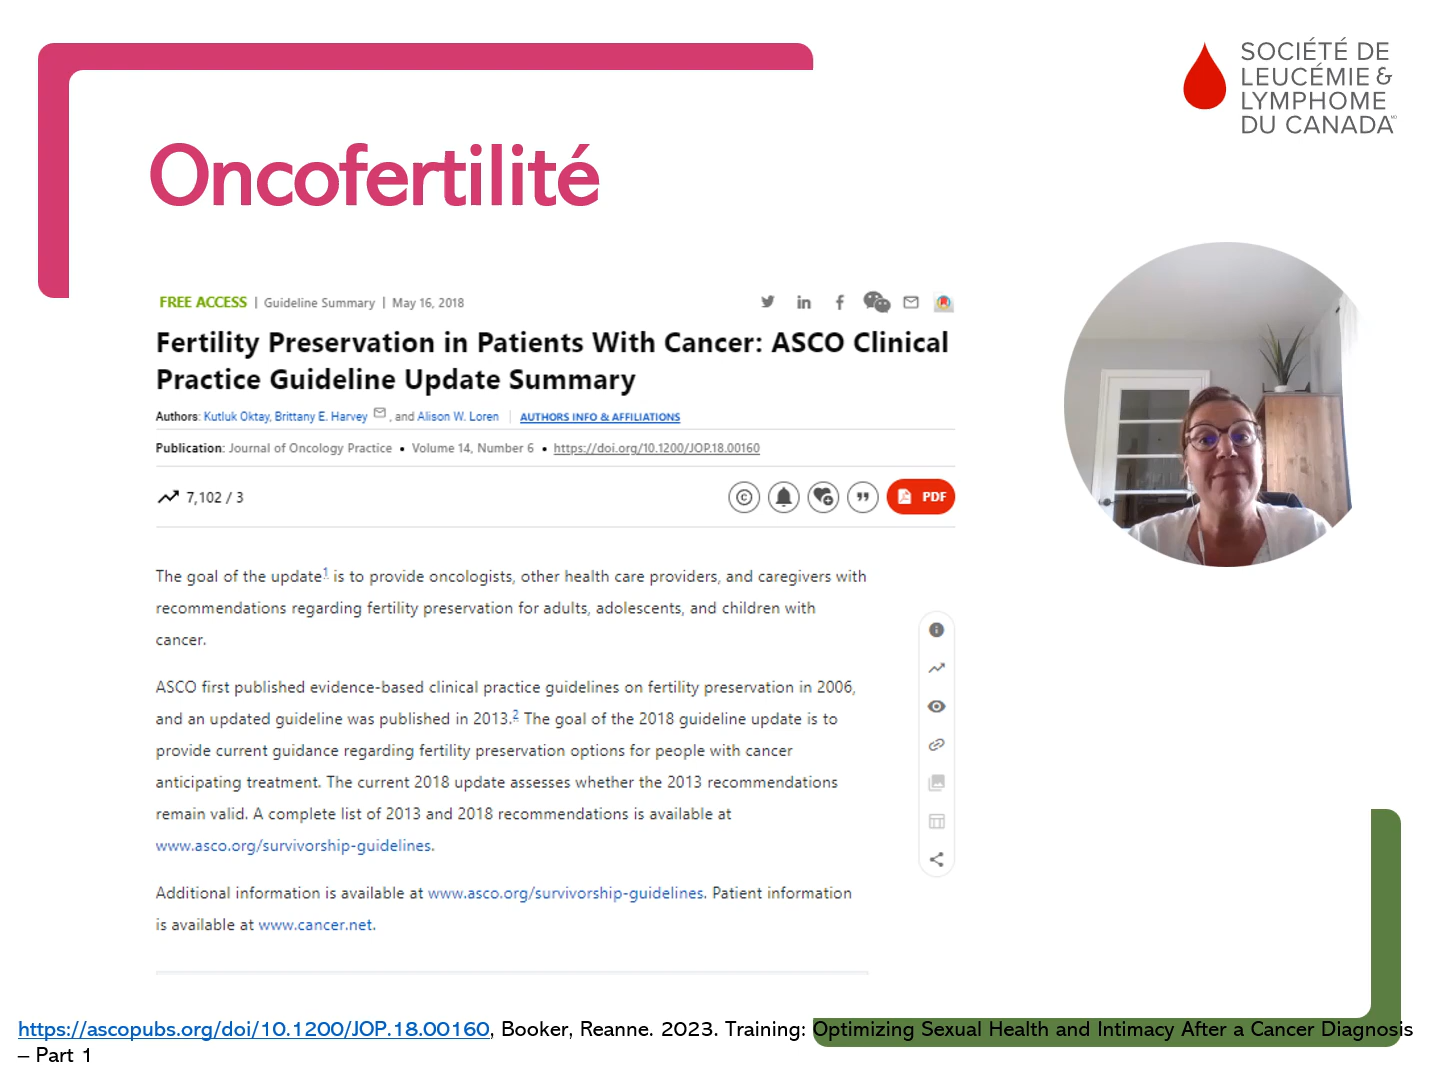 SOCIÉTÉ DE
LEUCÉMIE &
LYMPHOME
DU CANADA
Oncofertilité
FREE ACCESS | Guideline Summary | May 16, 2018
Fertility Preservation in Patients With Cancer: ASCO Clinical
Practice Guideline Update Summary
Authors: Kutluk Oktay, Brittany E. Harvey, and Alison W. Loren | AUTHORS INFO & AFFILIATIONS
Publication: Journal of Oncology Practice • Volume 14, Number 6 • https://doi.org/10.1200/JOP.18.00160
7,102 / 3
PDF
The goal of the update1 is to provide oncologists, other health care providers, and caregivers with
recommendations regarding fertility preservation for adults, adolescents, and children with
cancer.
ASCO first published evidence-based clinical practice guidelines on fertility preservation in 2006,
and an updated guideline was published in 2013.2 The goal of the 2018 guideline update is to
provide current guidance regarding fertility preservation options for people with cancer
anticipating treatment. The current 2018 update assesses whether the 2013 recommendations
remain valid. A complete list of 2013 and 2018 recommendations is available at
www.asco.org/survivorship-guidelines.
Additional information is available at www.asco.org/survivorship-guidelines. Patient information
is available at www.cancer.net.
https://ascopubs.org/doi/10.1200/JOP.18.00160, Booker, Reanne. 2023. Training: Optimizing Sexual Health and Intimacy After a Cancer Diagnosis
– Part 1